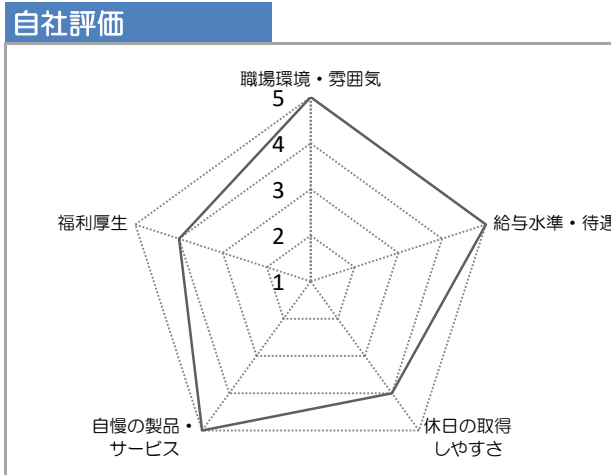 自社評価
職場環境・雰囲気
5
4
3
2
1
福利厚生
給与水準・待遇
自慢の製品・
サービス
休日の取得
しやすさ